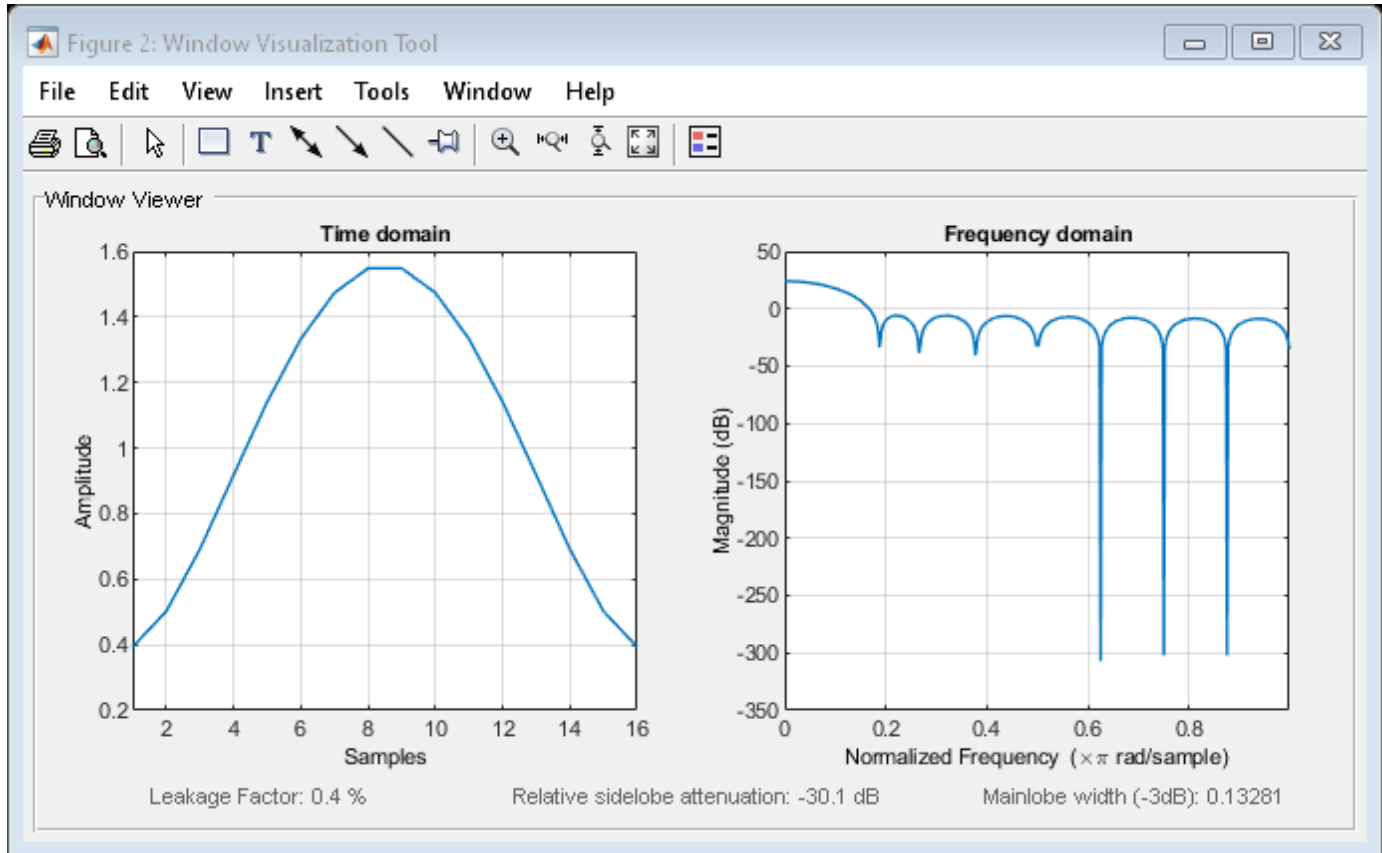 Figure 2: Window Visualization Tool
File Edit View Insert Tools Window Help
T
Window Viewer
Time domain
1.6
1.4
1.2
1
0.8
0.6
0.4
0.2
Amplitude
2 4 6 8 10 12 14 16
Samples
Frequency domain
50
0
-50
-100
-150
-200
-250
-300
-350
Magnitude (dB)
0 0.2 0.4 0.6 0.8
Normalized Frequency (×π rad/sample)
Leakage Factor: 0.4 % Relative sidelobe attenuation: -30.1 dB Mainlobe width (-3dB): 0.13281